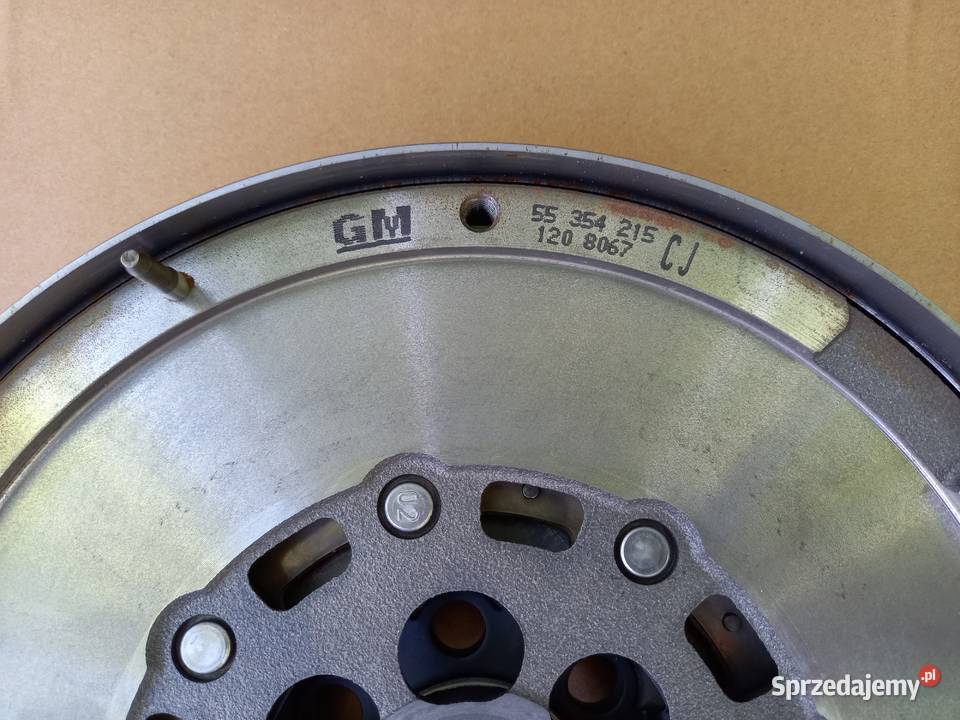 GM
55 354 215
120 8067
CJ
U2
Sprzedajemy.pl